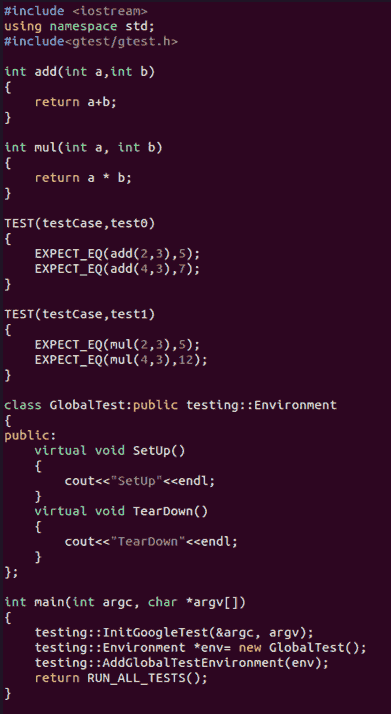 #include <iostream>
using namespace std;
#include<gtest/gtest.h>

int add(int a,int b)
{
    return a+b;
}

int mul(int a, int b)
{
    return a * b;
}

TEST(testCase,test0)
{
    EXPECT_EQ(add(2,3),5);
    EXPECT_EQ(add(4,3),7);
}

TEST(testCase,test1)
{
    EXPECT_EQ(mul(2,3),5);
    EXPECT_EQ(mul(4,3),12);
}

class GlobalTest:public testing::Environment
{
public:
    virtual void SetUp()
    {
        cout<<"SetUp"<<endl;
    }
    virtual void TearDown()
    {
        cout<<"TearDown"<<endl;
    }
};

int main(int argc, char *argv[])
{
    testing::InitGoogleTest(&argc, argv);
    testing::Environment *env= new GlobalTest();
    testing::AddGlobalTestEnvironment(env);
    return RUN_ALL_TESTS();
}